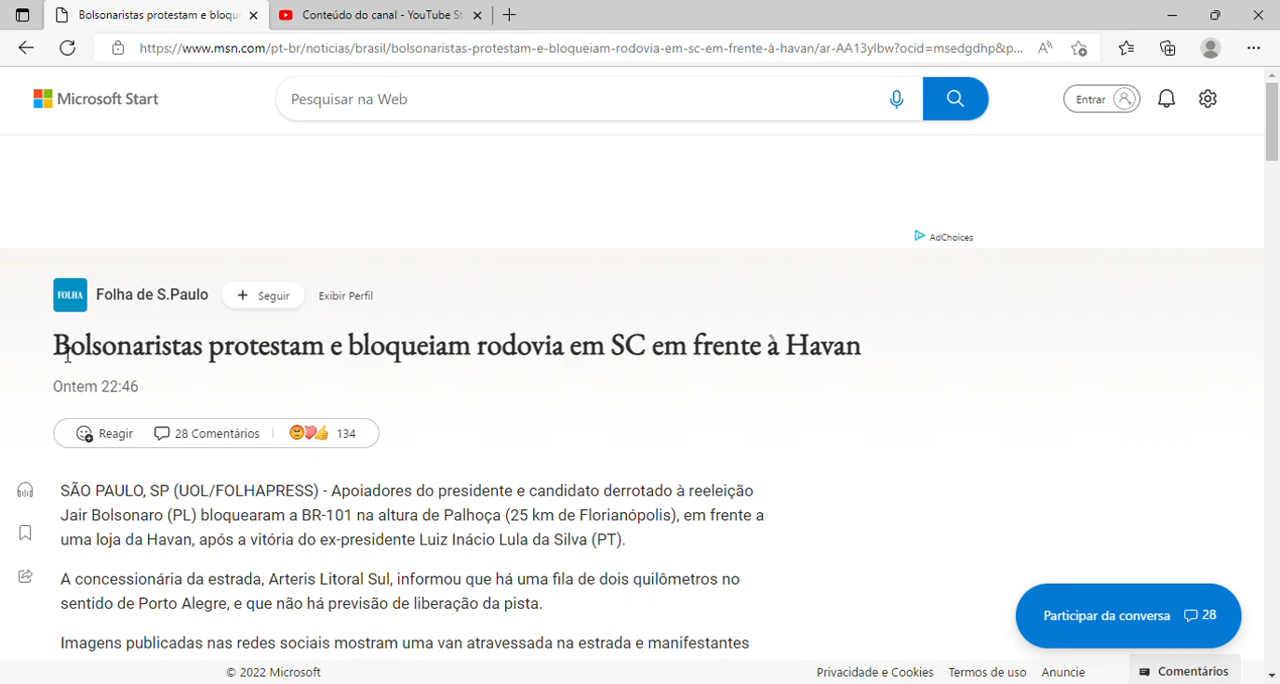 Bolsonaristas protestam e bloqu
Conteúdo do canal - YouTube St
https://www.msn.com/pt-br/noticias/brasil/bolsonaristas-protestam-e-bloqueiam-rodovia-em-sc-em-frente-à-havan/ar-AA13ylbw?ocid=msedgdhp&p...
Microsoft Start
Pesquisar na Web
Entrar
AdChoices
FOLHA
Folha de S.Paulo
+ Seguir
Exibir Perfil
Bolsonaristas protestam e bloqueiam rodovia em SC em frente à Havan
Ontem 22:46
Reagir
28 Comentários
134
SÃO PAULO, SP (UOL/FOLHAPRESS) - Apoiadores do presidente e candidato derrotado à reeleição
Jair Bolsonaro (PL) bloquearam a BR-101 na altura de Palhoça (25 km de Florianópolis), em frente a
uma loja da Havan, após a vitória do ex-presidente Luiz Inácio Lula da Silva (PT).
A concessionária da estrada, Arteris Litoral Sul, informou que há uma fila de dois quilômetros no
sentido de Porto Alegre, e que não há previsão de liberação da pista.
Participar da conversa 28
Imagens publicadas nas redes sociais mostram uma van atravessada na estrada e manifestantes
© 2022 Microsoft
Privacidade e Cookies
Termos de uso
Anuncie
Comentários